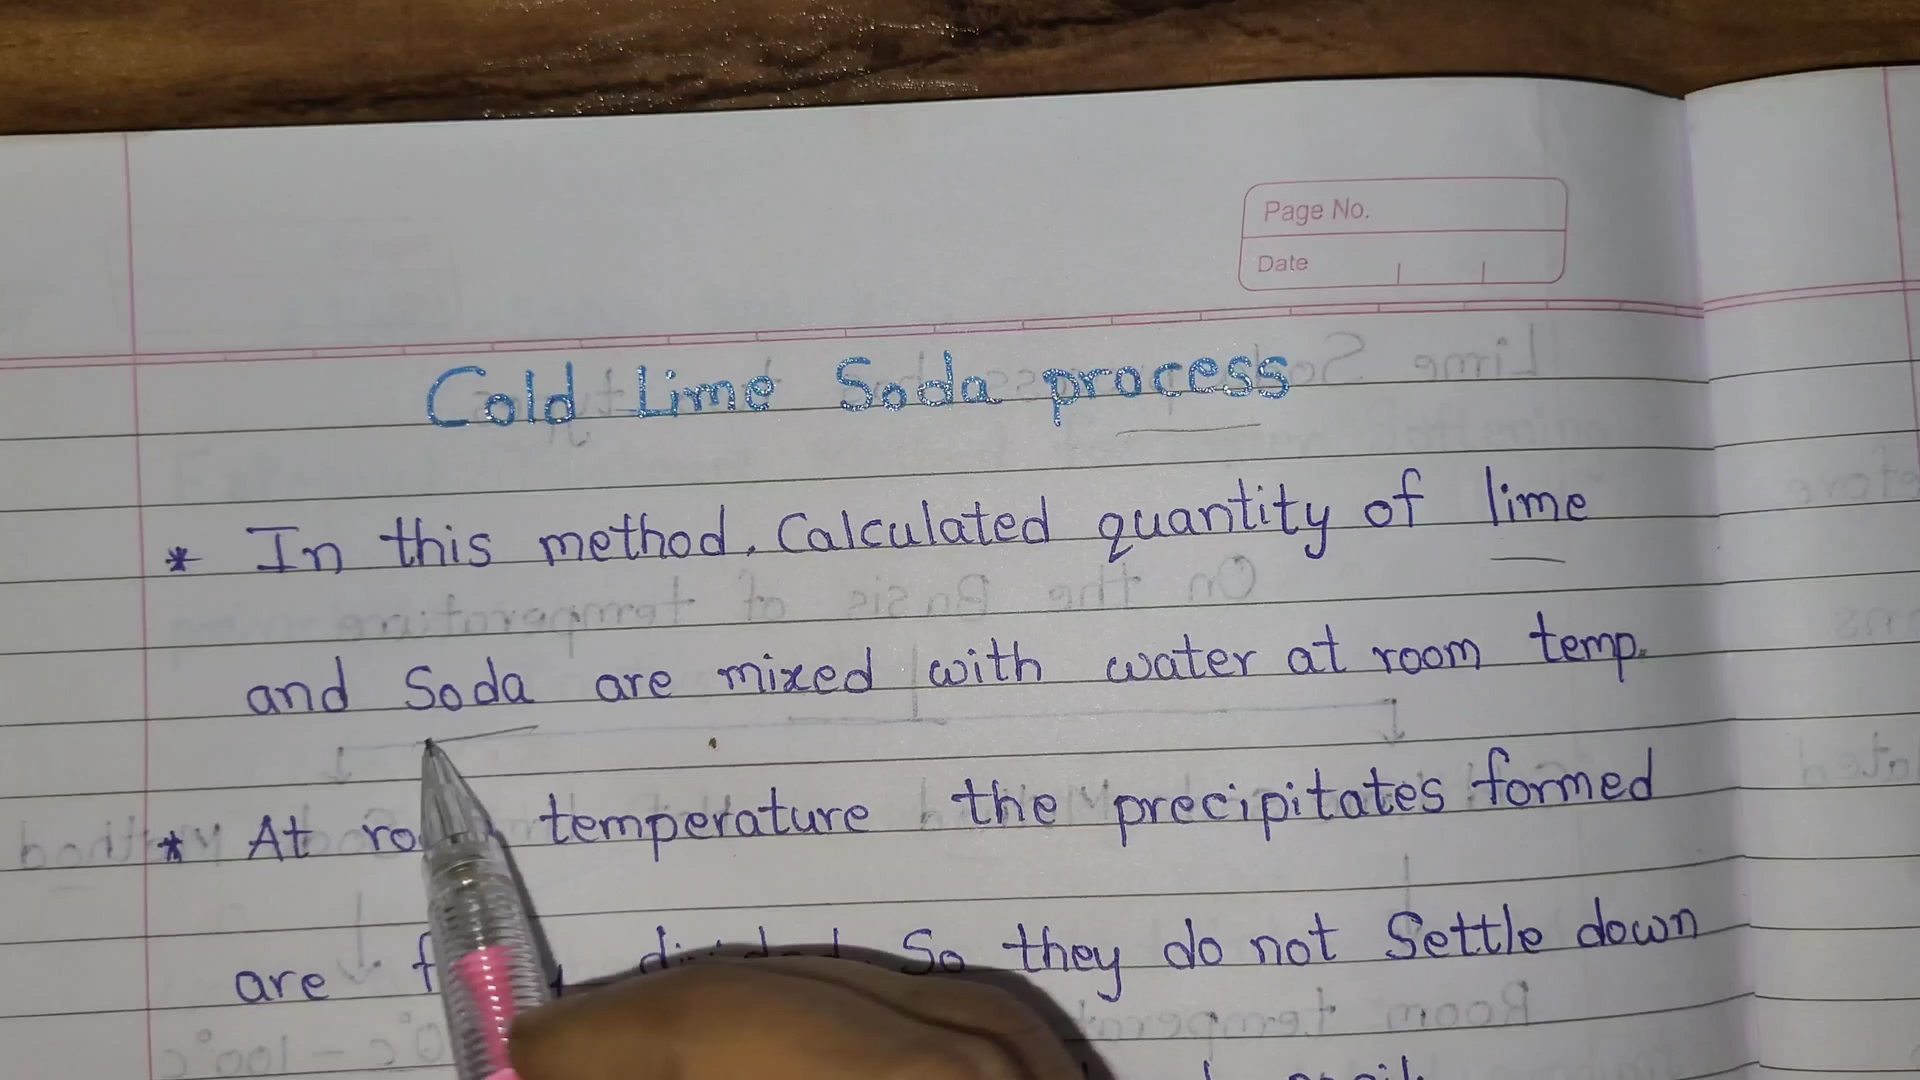 Page No.
Date
Cold Lime Soda process
* In this method. Calculated quantity of lime
and Soda are mixed with water at room temp.
* At temperature the precipitates formed
are So they do not Settle down